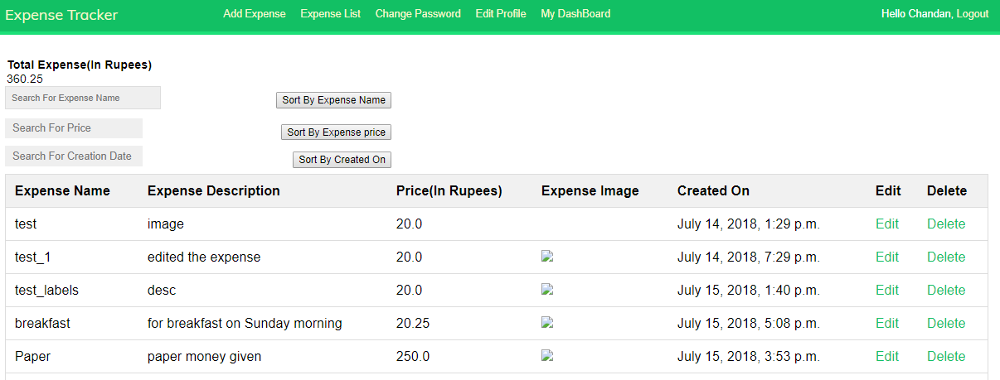 Expense Tracker Add Expense Expense List Change Password Edit Profile My DashBoard Hello Chandan, Logout
Total Expense(In Rupees)
360.25
Search For Expense Name Sort By Expense Name
Search For Price Sort By Expense price
Search For Creation Date Sort By Created On
Expense Name Expense Description Price(In Rupees) Expense Image Created On Edit Delete
test image 20.0 July 14, 2018, 1:29 p.m. Edit Delete
test_1 edited the expense 20.0 July 14, 2018, 7:29 p.m. Edit Delete
test_labels desc 20.0 July 15, 2018, 1:40 p.m. Edit Delete
breakfast for breakfast on Sunday morning 20.25 July 15, 2018, 5:08 p.m. Edit Delete
Paper paper money given 250.0 July 15, 2018, 3:53 p.m. Edit Delete